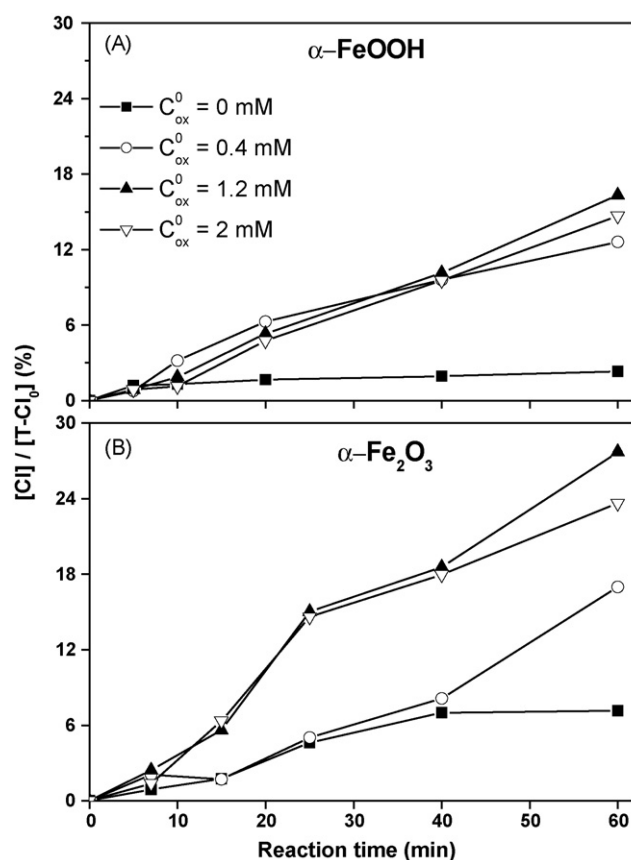 30
(A)
α–FeOOH
24
C⁰ox = 0 mM
C⁰ox = 0.4 mM
18
C⁰ox = 1.2 mM
C⁰ox = 2 mM
12
6
0
[Cl] / [T-Cl₀] (%)
30
(B)
α–Fe₂O₃
24
18
12
6
0
0 10 20 30 40 50 60
Reaction time (min)